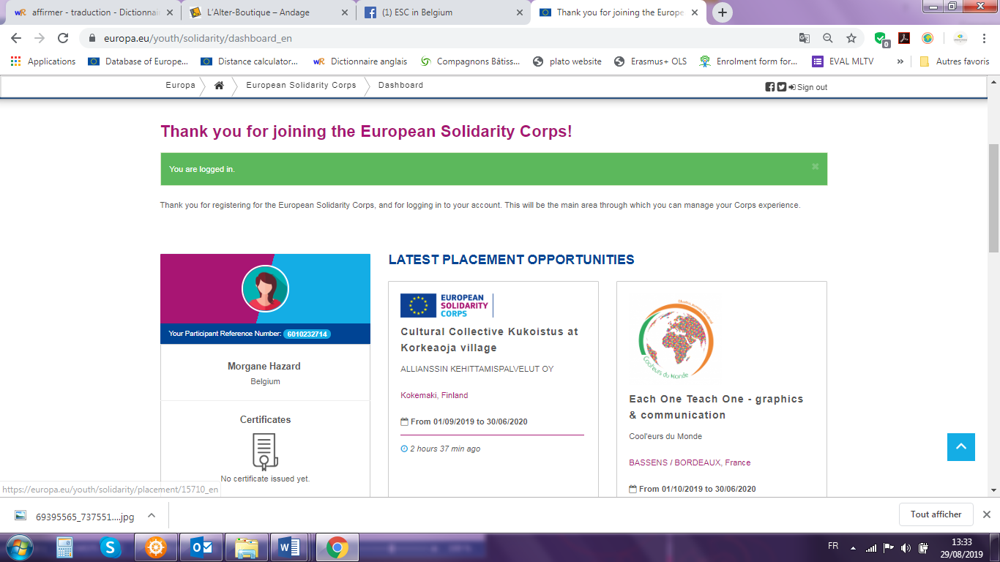 affirmer - traduction - Dictionnai
L'Alter-Boutique – Andage
(1) ESC in Belgium
Thank you for joining the Europe
europa.eu/youth/solidarity/dashboard_en
0
Applications
Database of Europe...
Distance calculator...
Dictionnaire anglais
Compagnons Bâtiss...
plato website
Erasmus+ OLS
Enrolment form for...
EVAL MLTV
»
Autres favoris
Europa
European Solidarity Corps
Dashboard
Sign out
Thank you for joining the European Solidarity Corps!
You are logged in.
Thank you for registering for the European Solidarity Corps, and for logging in to your account. This will be the main area through which you can manage your Corps experience.
Your Participant Reference Number: 6010232714
Morgane Hazard
Belgium
Certificates
No certificate issued yet.
LATEST PLACEMENT OPPORTUNITIES
EUROPEAN
SOLIDARITY
CORPS
Cultural Collective Kukoistus at
Korkeaoja village
ALLIANSSIN KEHITTAMISPALVELUT OY
Kokemaki, Finland
From 01/09/2019 to 30/06/2020
2 hours 37 min ago
Cool'eurs du Monde
Each One Teach One - graphics
& communication
Cool'eurs du Monde
BASSENS / BORDEAUX, France
From 01/10/2019 to 30/06/2020
https://europa.eu/youth/solidarity/placement/15710_en
69395565_737551....jpg
Tout afficher
FR
13:33
29/08/2019